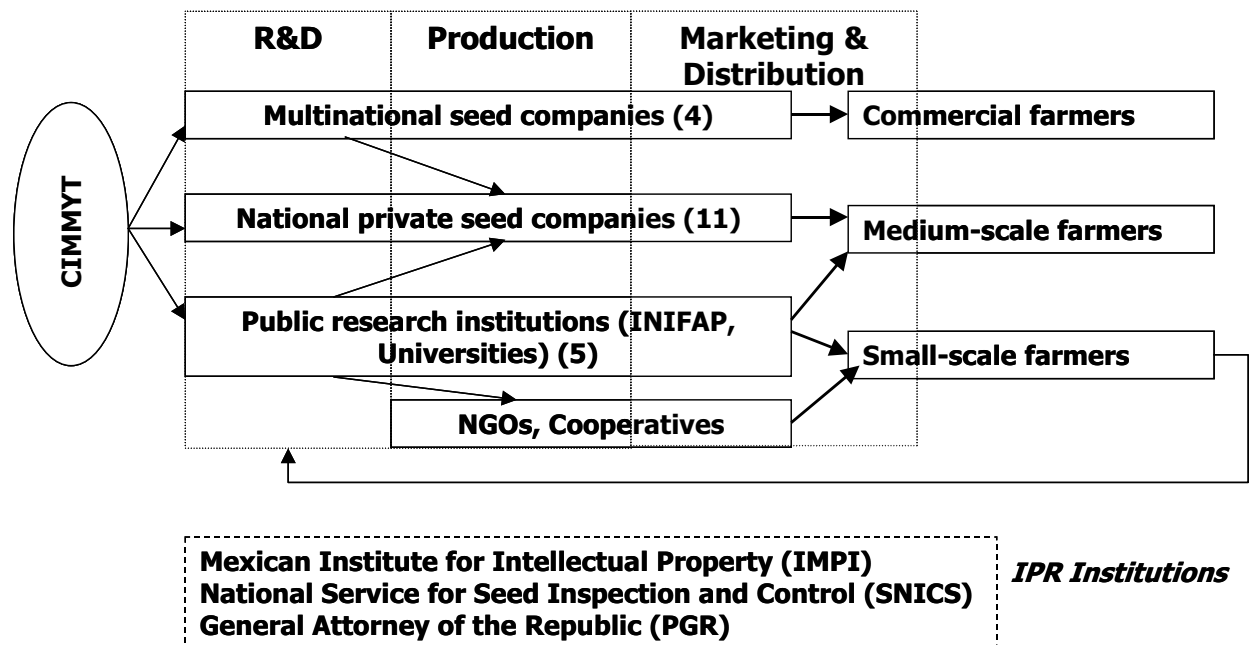 R&D
Production
Marketing &
Distribution
Multinational seed companies (4)
Commercial farmers
CIMMYT
National private seed companies (11)
Medium-scale farmers
Public research institutions (INIFAP,
Universities) (5)
Small-scale farmers
NGOs, Cooperatives
Mexican Institute for Intellectual Property (IMPI)
IPR Institutions
National Service for Seed Inspection and Control (SNICS)
General Attorney of the Republic (PGR)